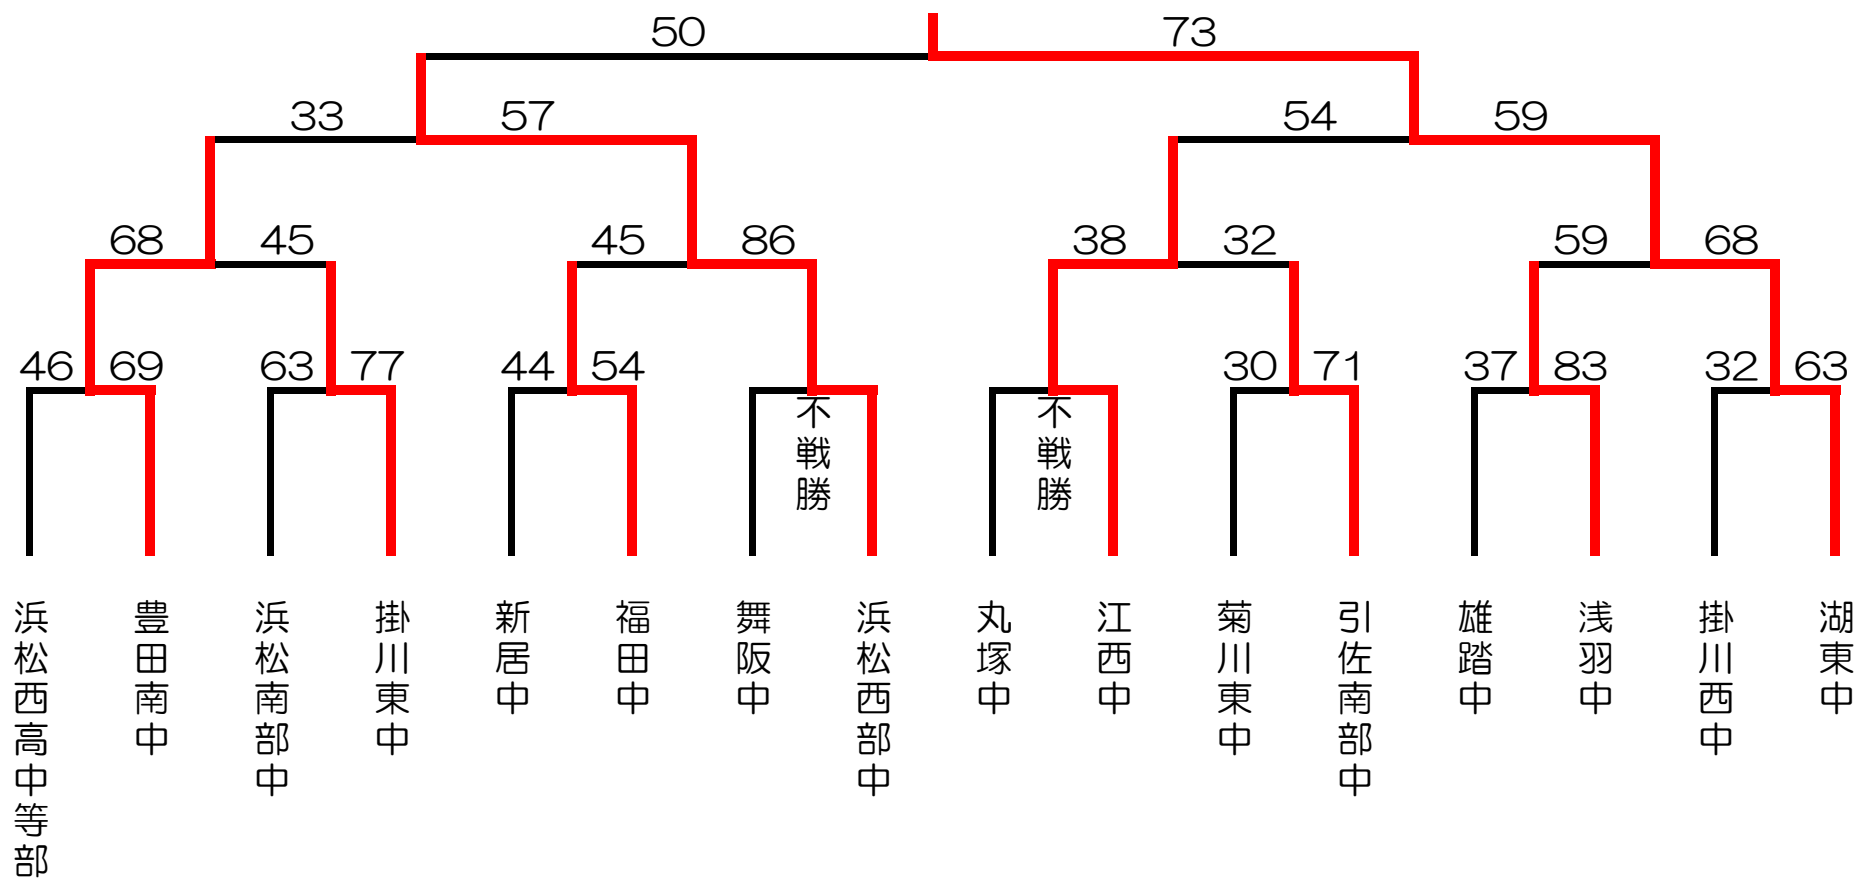 50 73
33 57 54 59
68 45 45 86 38 32 59 68
46 69 63 77 44 54 30 71 37 83 32 63
不戦勝
不戦勝
浜松西高中等部
豊田南中
浜松南部中
掛川東中
新居中
福田中
舞阪中
浜松西部中
丸塚中
江西中
菊川東中
引佐南部中
雄踏中
浅羽中
掛川西中
湖東中